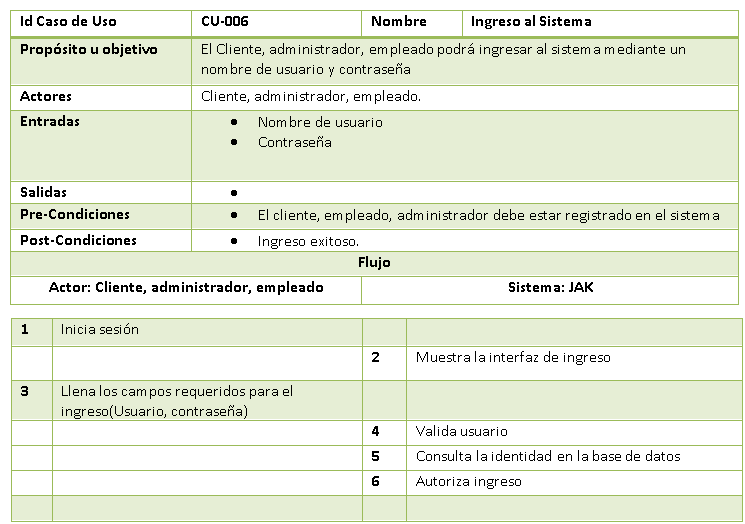 Id Caso de Uso CU-006 Nombre Ingreso al Sistema
Propósito u objetivo El Cliente, administrador, empleado podrá ingresar al sistema mediante un
nombre de usuario y contraseña
Actores Cliente, administrador, empleado.
Entradas • Nombre de usuario
• Contraseña
Salidas •
Pre-Condiciones • El cliente, empleado, administrador debe estar registrado en el sistema
Post-Condiciones • Ingreso exitoso.
Flujo
Actor: Cliente, administrador, empleado Sistema: JAK
1 Inicia sesión
2 Muestra la interfaz de ingreso
3 Llena los campos requeridos para el
ingreso(Usuario, contraseña)
4 Valida usuario
5 Consulta la identidad en la base de datos
6 Autoriza ingreso